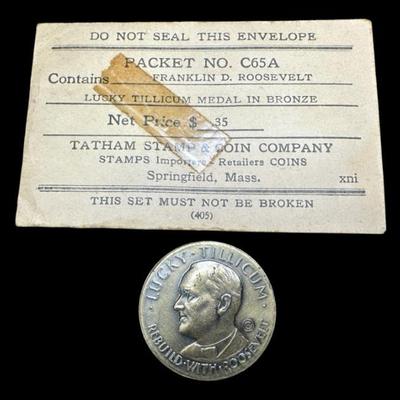 DO NOT SEAL THIS ENVELOPE
PACKET NO. C65A
Contains FRANKLIN D. ROOSEVELT
LUCKY TILLICUM MEDAL IN BRONZE
Net Price $ .35
TATHAM STAMP & COIN COMPANY
STAMPS Importers - Retailers COINS
Springfield, Mass. xni
THIS SET MUST NOT BE BROKEN
(405)
· LUCKY · TILLICUM ·
REBUILD · WITH · ROOSEVELT
©